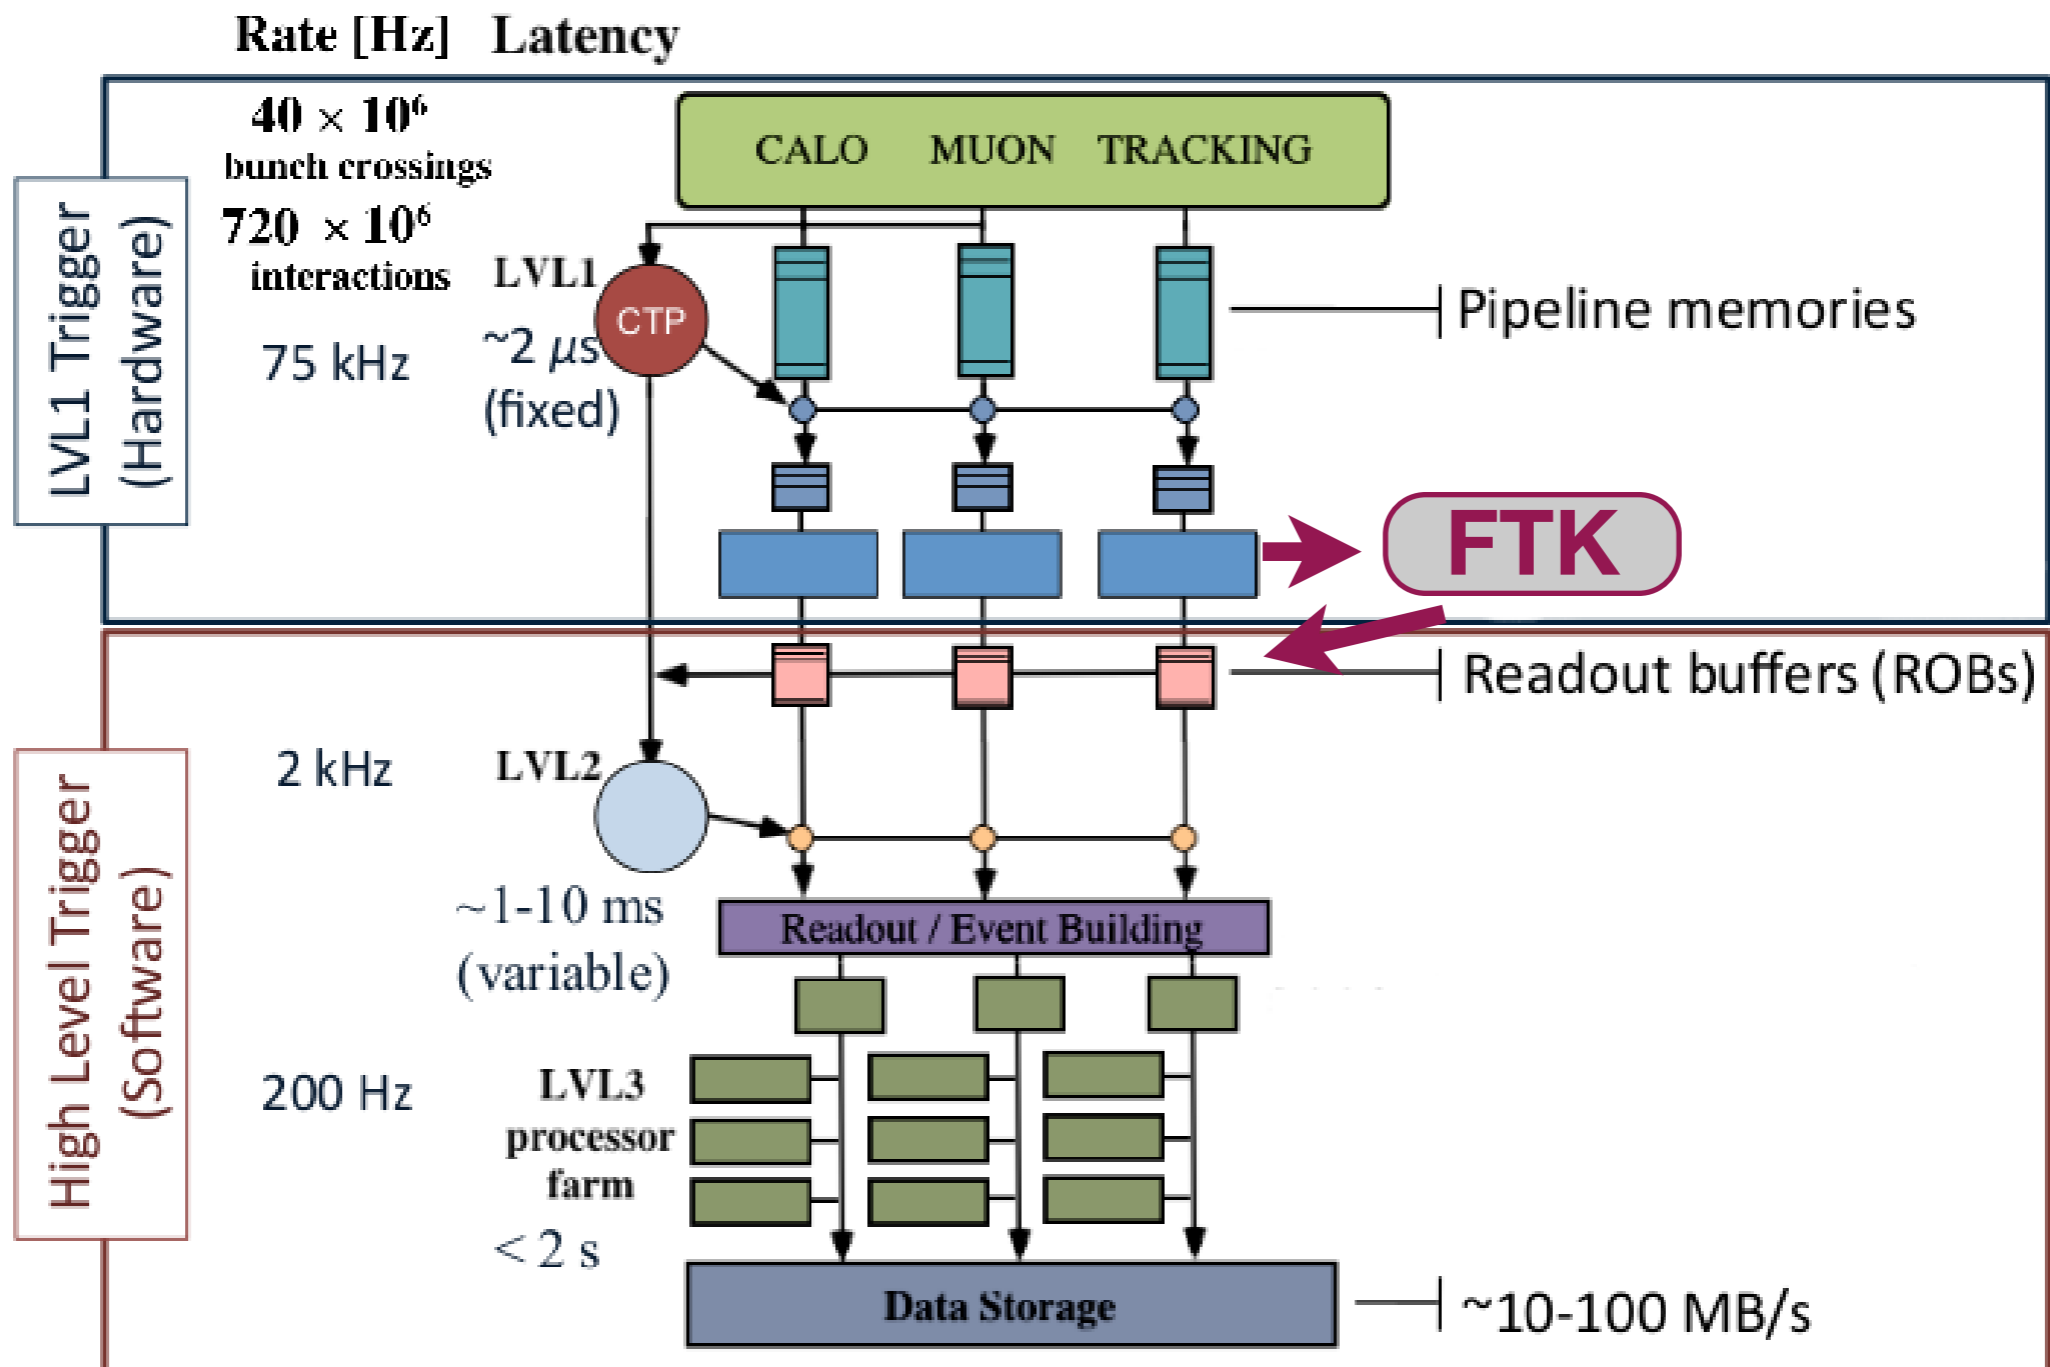 Rate [Hz] Latency
40 × 10⁶
bunch crossings
720 × 10⁶
interactions
CALO MUON TRACKING
LVL1 Trigger
(Hardware)
LVL1
CTP
75 kHz
~2 μs
(fixed)
Pipeline memories
FTK
Readout buffers (ROBs)
High Level Trigger
(Software)
2 kHz
LVL2
~1-10 ms
(variable)
Readout / Event Building
200 Hz
LVL3
processor
farm
< 2 s
Data Storage
~10-100 MB/s